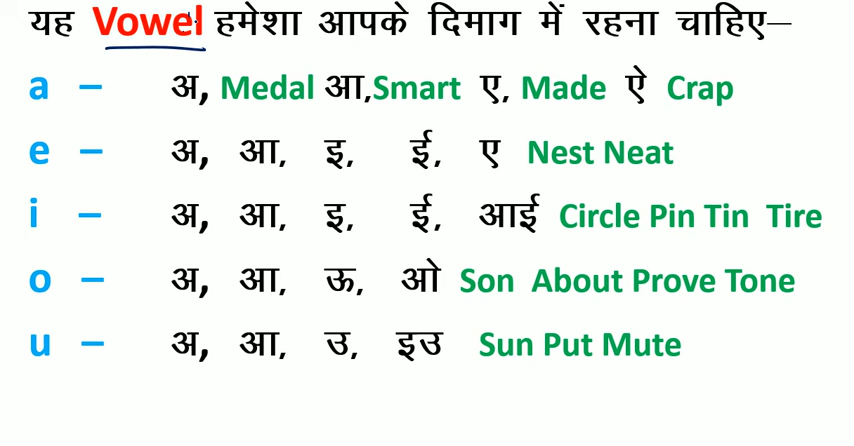 यह Vowel हमेशा आपके दिमाग में रहना चाहिए–
a – अ, Medal आ,Smart ए, Made ऐ Crap
e – अ, आ, इ, ई, ए Nest Neat
i – अ, आ, इ, ई, आई Circle Pin Tin Tire
o – अ, आ, ऊ, ओ Son About Prove Tone
u – अ, आ, उ, इउ Sun Put Mute